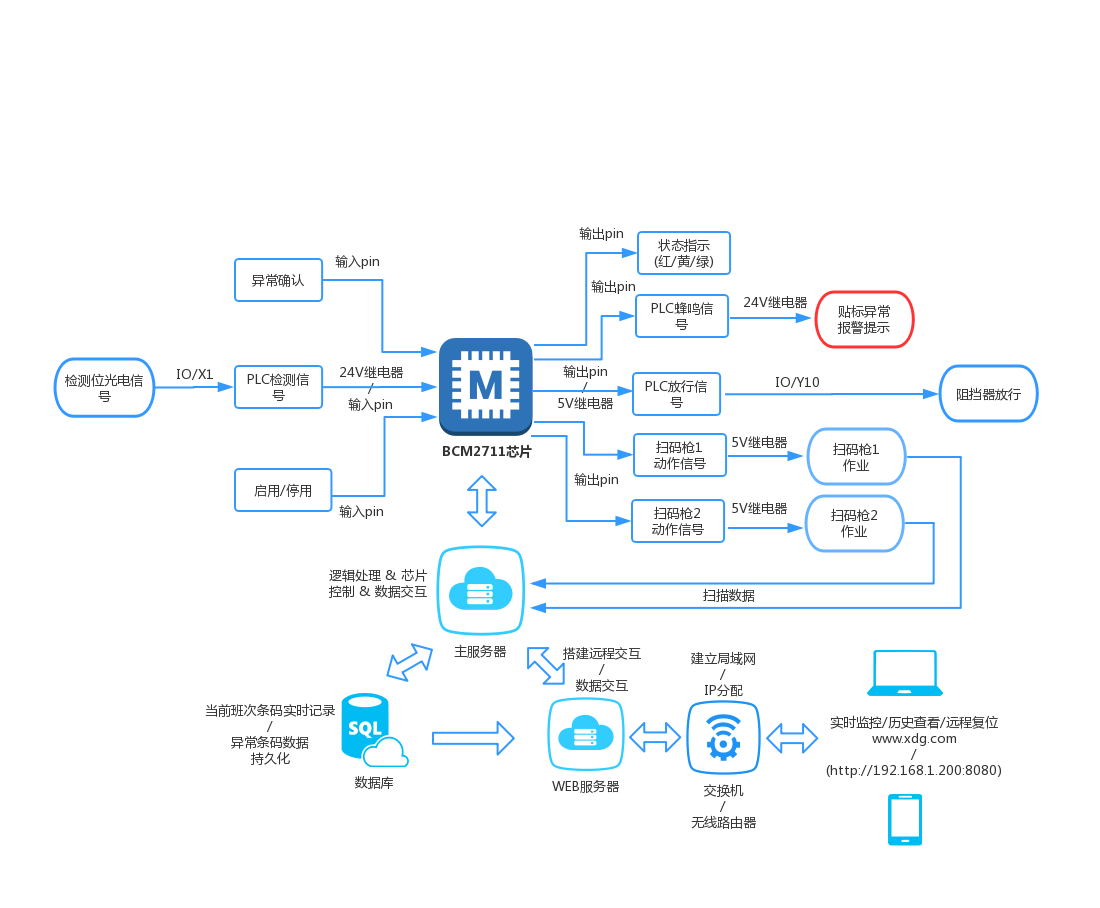 输出pin
状态指示
(红/黄/绿)
输入pin
异常确认
输出pin
PLC蜂鸣信
号
24V继电器
贴标异常
报警提示
检测位光电信
号
IO/X1
PLC检测信
号
24V继电器
/
输入pin
M
BCM2711芯片
输出pin
/
5V继电器
PLC放行信
号
IO/Y10
阻挡器放行
扫码枪1
动作信号
5V继电器
扫码枪1
作业
启用/停用
输入pin
输出pin
扫码枪2
动作信号
5V继电器
扫码枪2
作业
逻辑处理 & 芯片
控制 & 数据交互
扫描数据
主服务器
搭建远程交互
/
数据交互
建立局域网
/
IP分配
当前班次条码实时记录
/
异常条码数据
持久化
SQL
数据库
WEB服务器
交换机
/
无线路由器
实时监控/历史查看/远程复位
www.xdg.com
/
(http://192.168.1.200:8080)